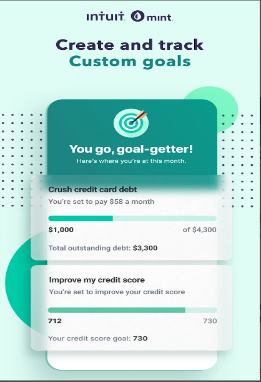 ıntuıt mint
Create and track
Custom goals
You go, goal-getter!
Here's where you're at this month.
Crush credit card debt
You're set to pay $58 a month
$1,000 of $4,300
Total outstanding debt: $3,300
Improve my credit score
You're set to improve your credit score
712 730
Your credit score goal: 730